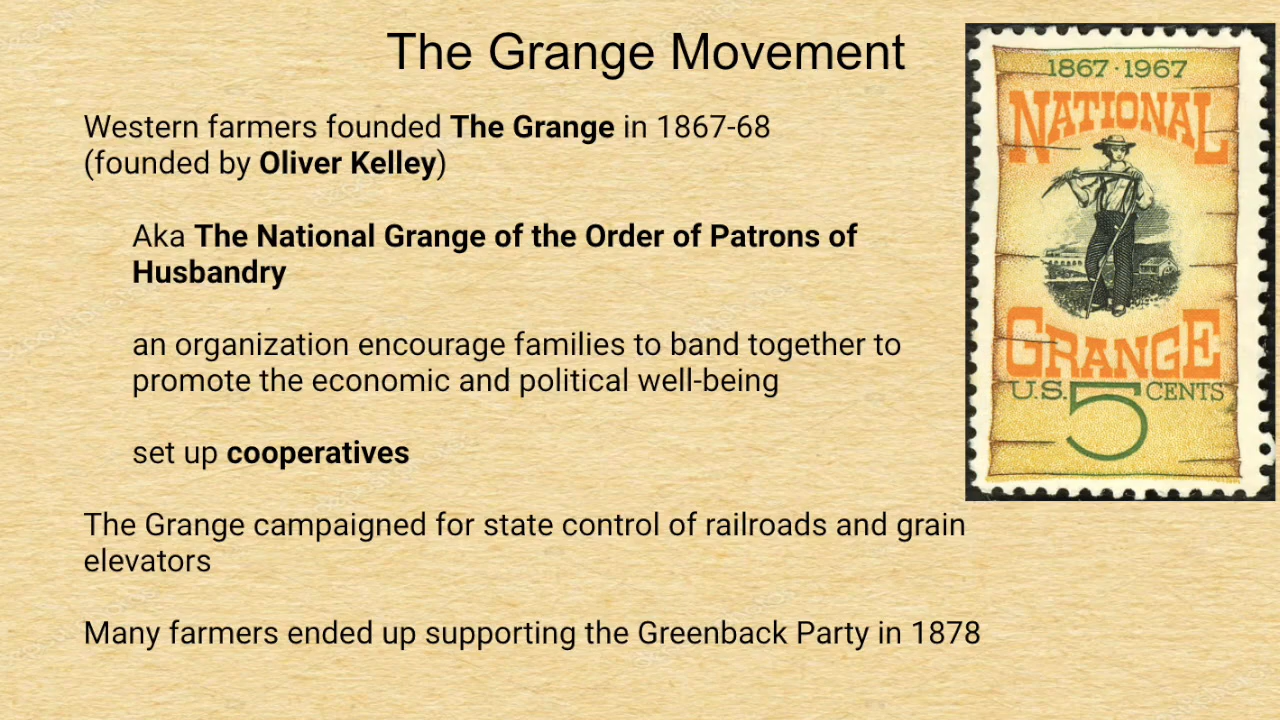 The Grange Movement
Western farmers founded The Grange in 1867-68
(founded by Oliver Kelley)
Aka The National Grange of the Order of Patrons of
Husbandry
an organization encourage families to band together to
promote the economic and political well-being
set up cooperatives
The Grange campaigned for state control of railroads and grain
elevators
Many farmers ended up supporting the Greenback Party in 1878
1867·1967
NATIONAL
GRANGE
U.S. 5 CENTS